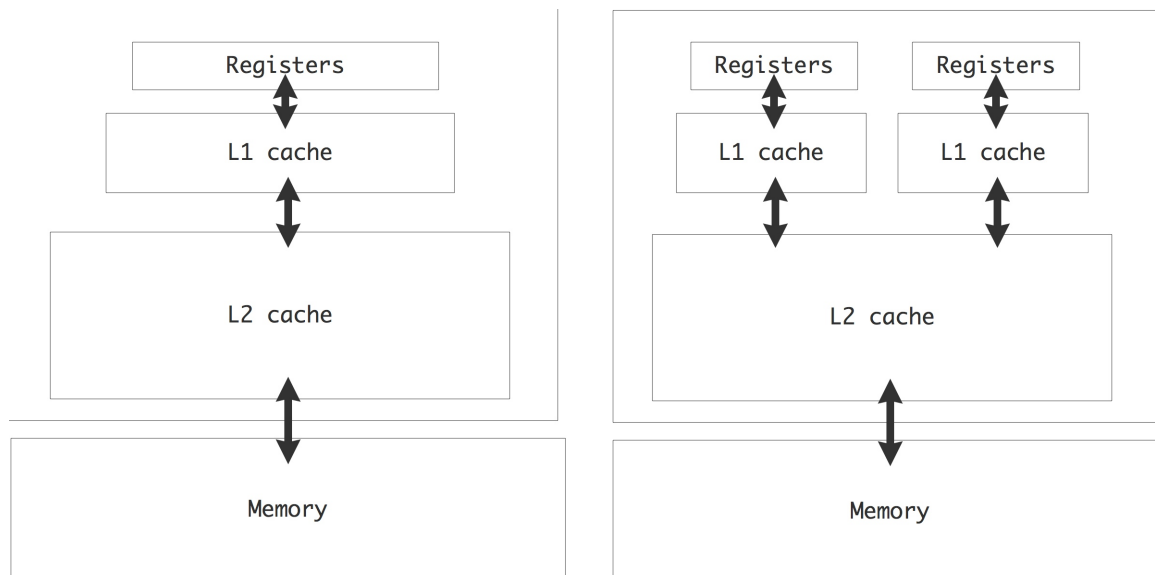 Registers
L1 cache
L2 cache
Memory
Registers Registers
L1 cache L1 cache
L2 cache
Memory